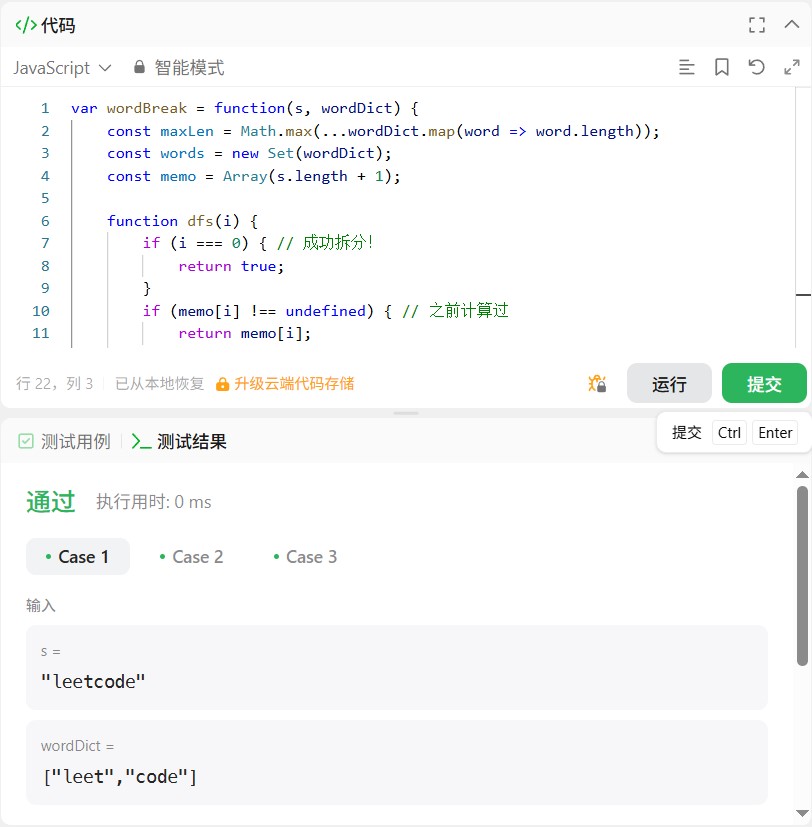 </> 代码
JavaScript 智能模式
1 var wordBreak = function(s, wordDict) {
2     const maxLen = Math.max(...wordDict.map(word => word.length));
3     const words = new Set(wordDict);
4     const memo = Array(s.length + 1);
5
6     function dfs(i) {
7         if (i === 0) { // 成功拆分！
8             return true;
9         }
10         if (memo[i] !== undefined) { // 之前计算过
11             return memo[i];
行 22，列 3 已从本地恢复 升级云端代码存储 运行 提交
提交 Ctrl Enter
测试用例 >_ 测试结果
通过 执行用时: 0 ms
• Case 1 • Case 2 • Case 3
输入
s =
"leetcode"
wordDict =
["leet","code"]